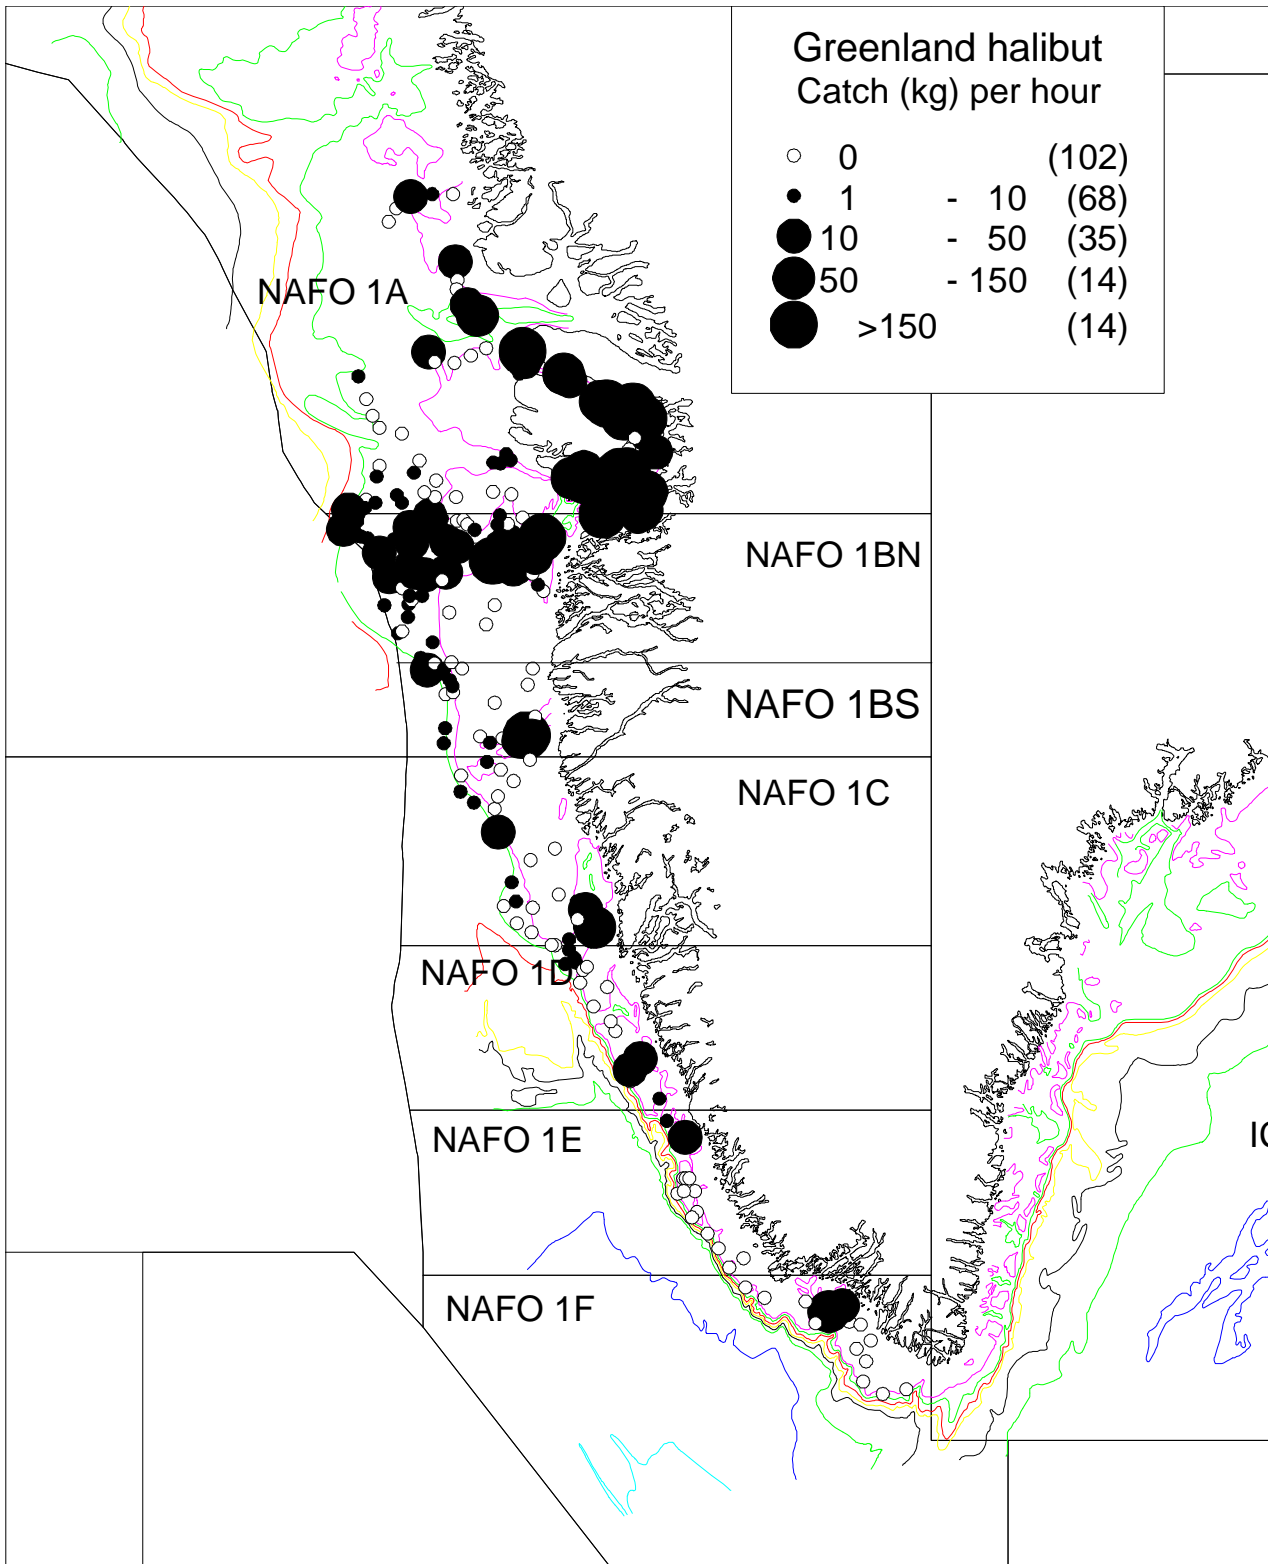 Greenland halibut
Catch (kg) per hour
0 (102)
1 - 10 (68)
10 - 50 (35)
50 - 150 (14)
>150 (14)
NAFO 1A
NAFO 1BN
NAFO 1BS
NAFO 1C
NAFO 1D
NAFO 1E
NAFO 1F